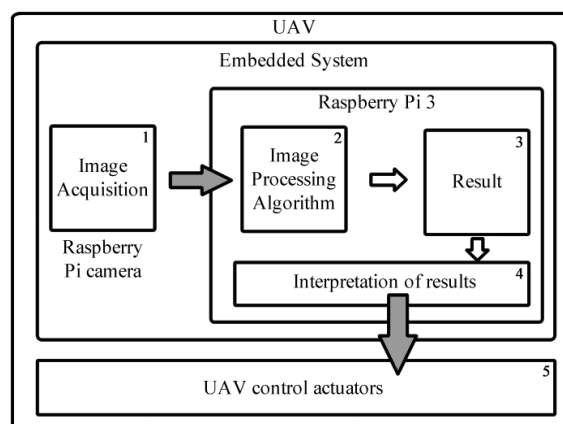 UAV
Embedded System
Raspberry Pi 3
1
Image
Acquisition
Raspberry
Pi camera
2
Image
Processing
Algorithm
3
Result
4
Interpretation of results
5
UAV control actuators